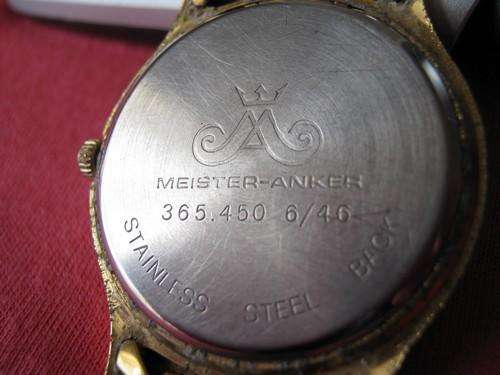 MEISTER-ANKER
365.450 6/46
STAINLESS STEEL BACK